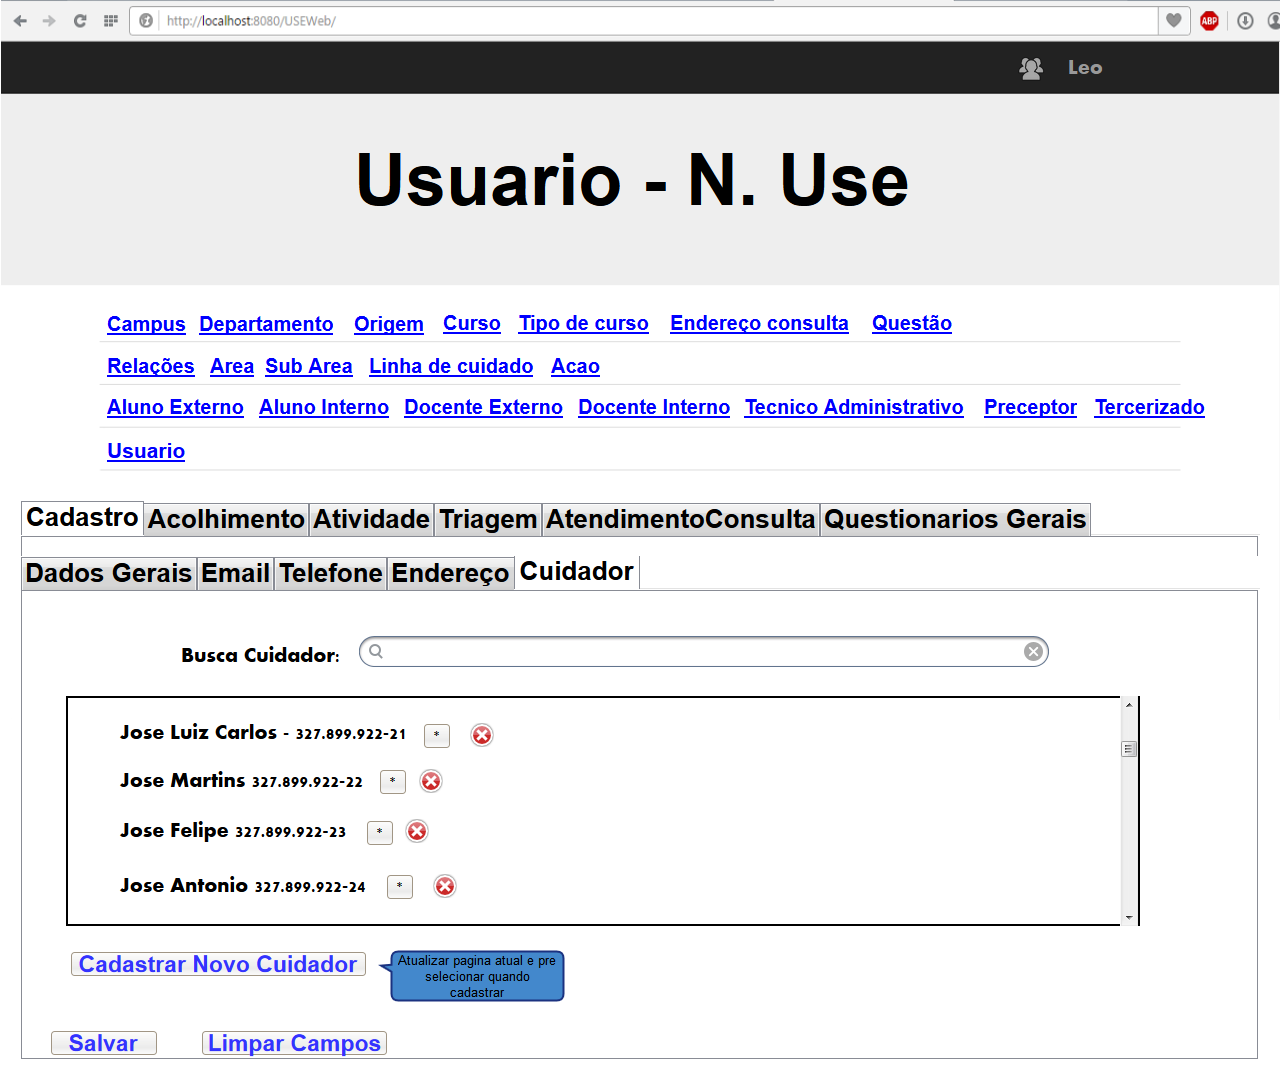 http://localhost:8080/USEWeb/
ABP
Leo
Usuario - N. Use
Campus Departamento Origem Curso Tipo de curso Endereço consulta Questão
Relações Area Sub Area Linha de cuidado Acao
Aluno Externo Aluno Interno Docente Externo Docente Interno Tecnico Administrativo Preceptor Tercerizado
Usuario
Cadastro Acolhimento Atividade Triagem AtendimentoConsulta Questionarios Gerais
Dados Gerais Email Telefone Endereço Cuidador
Busca Cuidador:
Jose Luiz Carlos - 327.899.922-21 *
Jose Martins 327.899.922-22 *
Jose Felipe 327.899.922-23 *
Jose Antonio 327.899.922-24 *
Cadastrar Novo Cuidador
Atualizar pagina atual e pre
selecionar quando
cadastrar
Salvar Limpar Campos